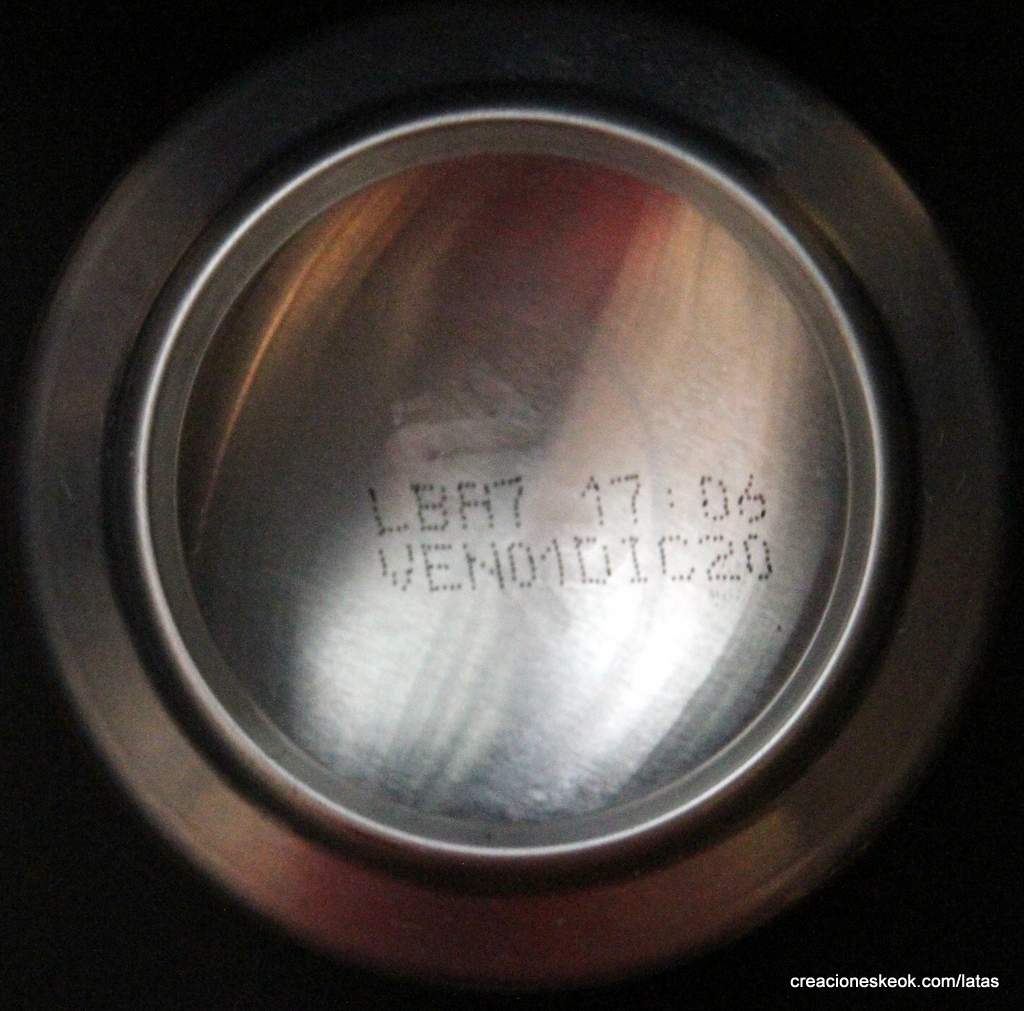 LBA7 17:06
VEN01DIC20
creacioneskeok.com/latas